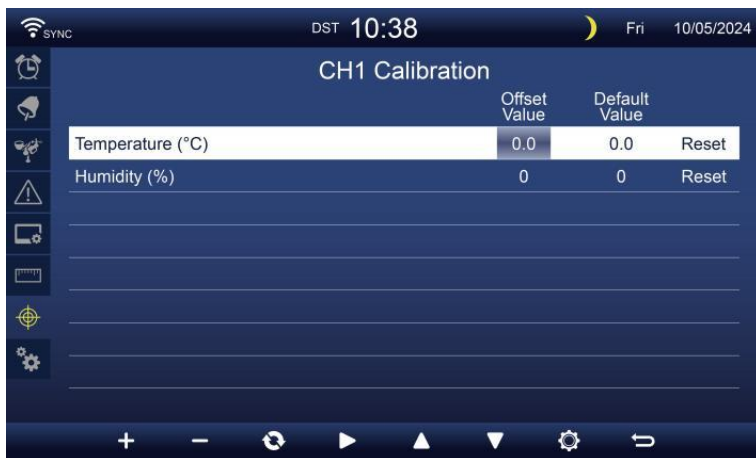 SYNC DST 10:38 Fri 10/05/2024
CH1 Calibration
Offset Value Default Value
Temperature (°C) 0.0 0.0 Reset
Humidity (%) 0 0 Reset